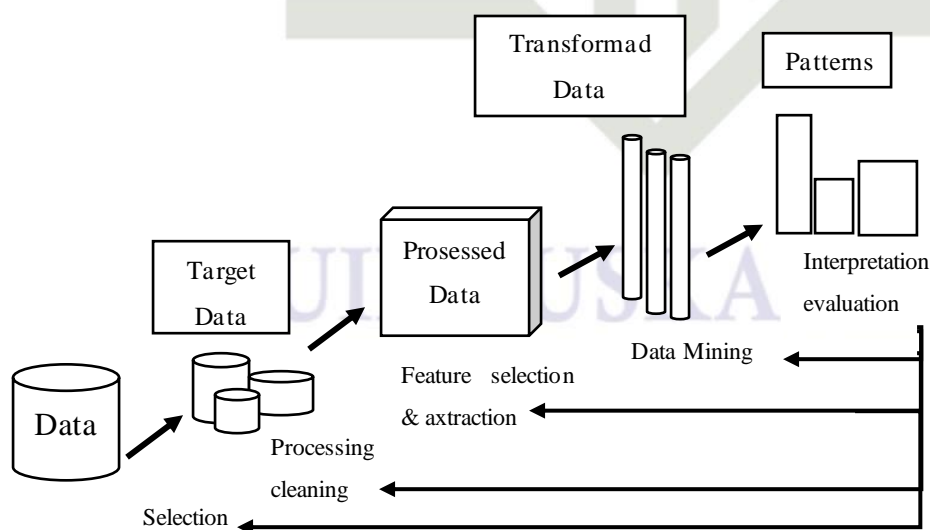 Transformad
Data
Patterns
Prosessed
Data
Target
Data
Interpretation
evaluation
Data Mining
Feature selection
& axtraction
Data
Processing
cleaning
Selection